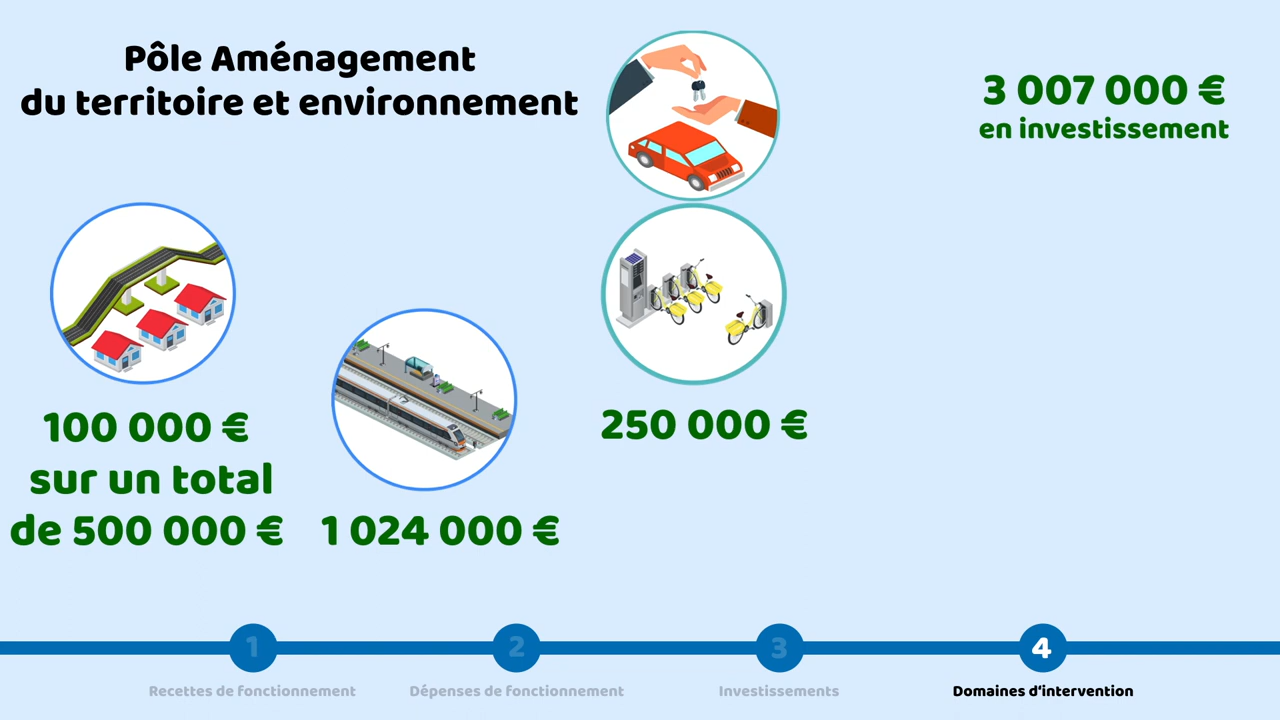 Pôle Aménagement
du territoire et environnement
3 007 000 €
en investissement
100 000 €
sur un total
de 500 000 €
1 024 000 €
250 000 €
1
2
3
4
Recettes de fonctionnement
Dépenses de fonctionnement
Investissements
Domaines d'intervention